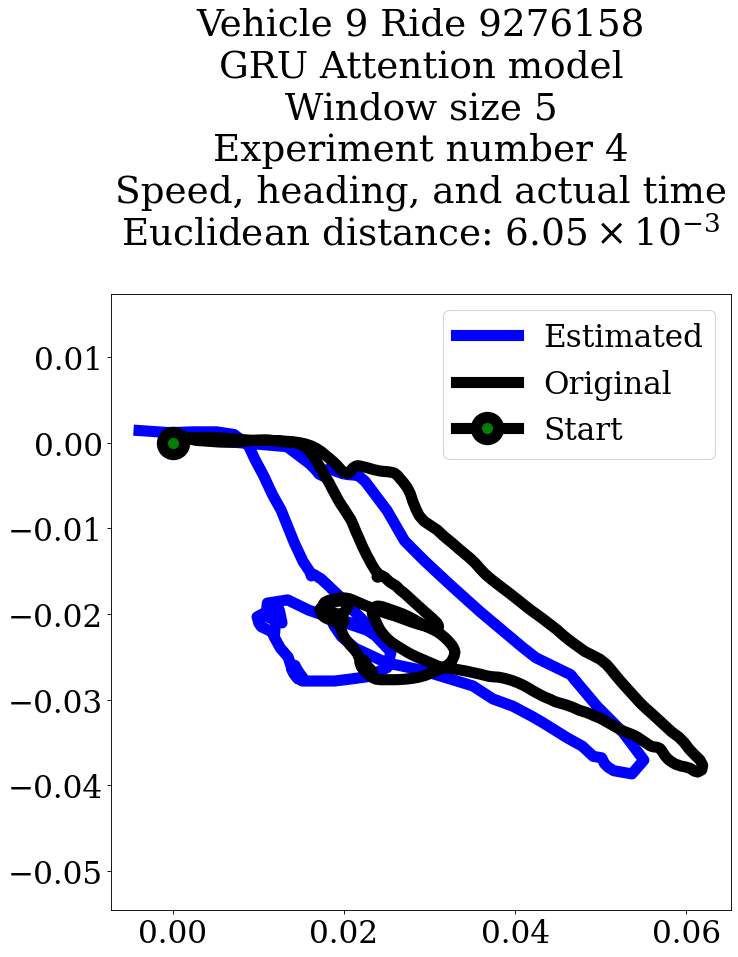 Vehicle 9 Ride 9276158
GRU Attention model
Window size 5
Experiment number 4
Speed, heading, and actual time
Euclidean distance: 6.05 × 10⁻³
Estimated
Original
Start
0.01
0.00
−0.01
−0.02
−0.03
−0.04
−0.05
0.00 0.02 0.04 0.06